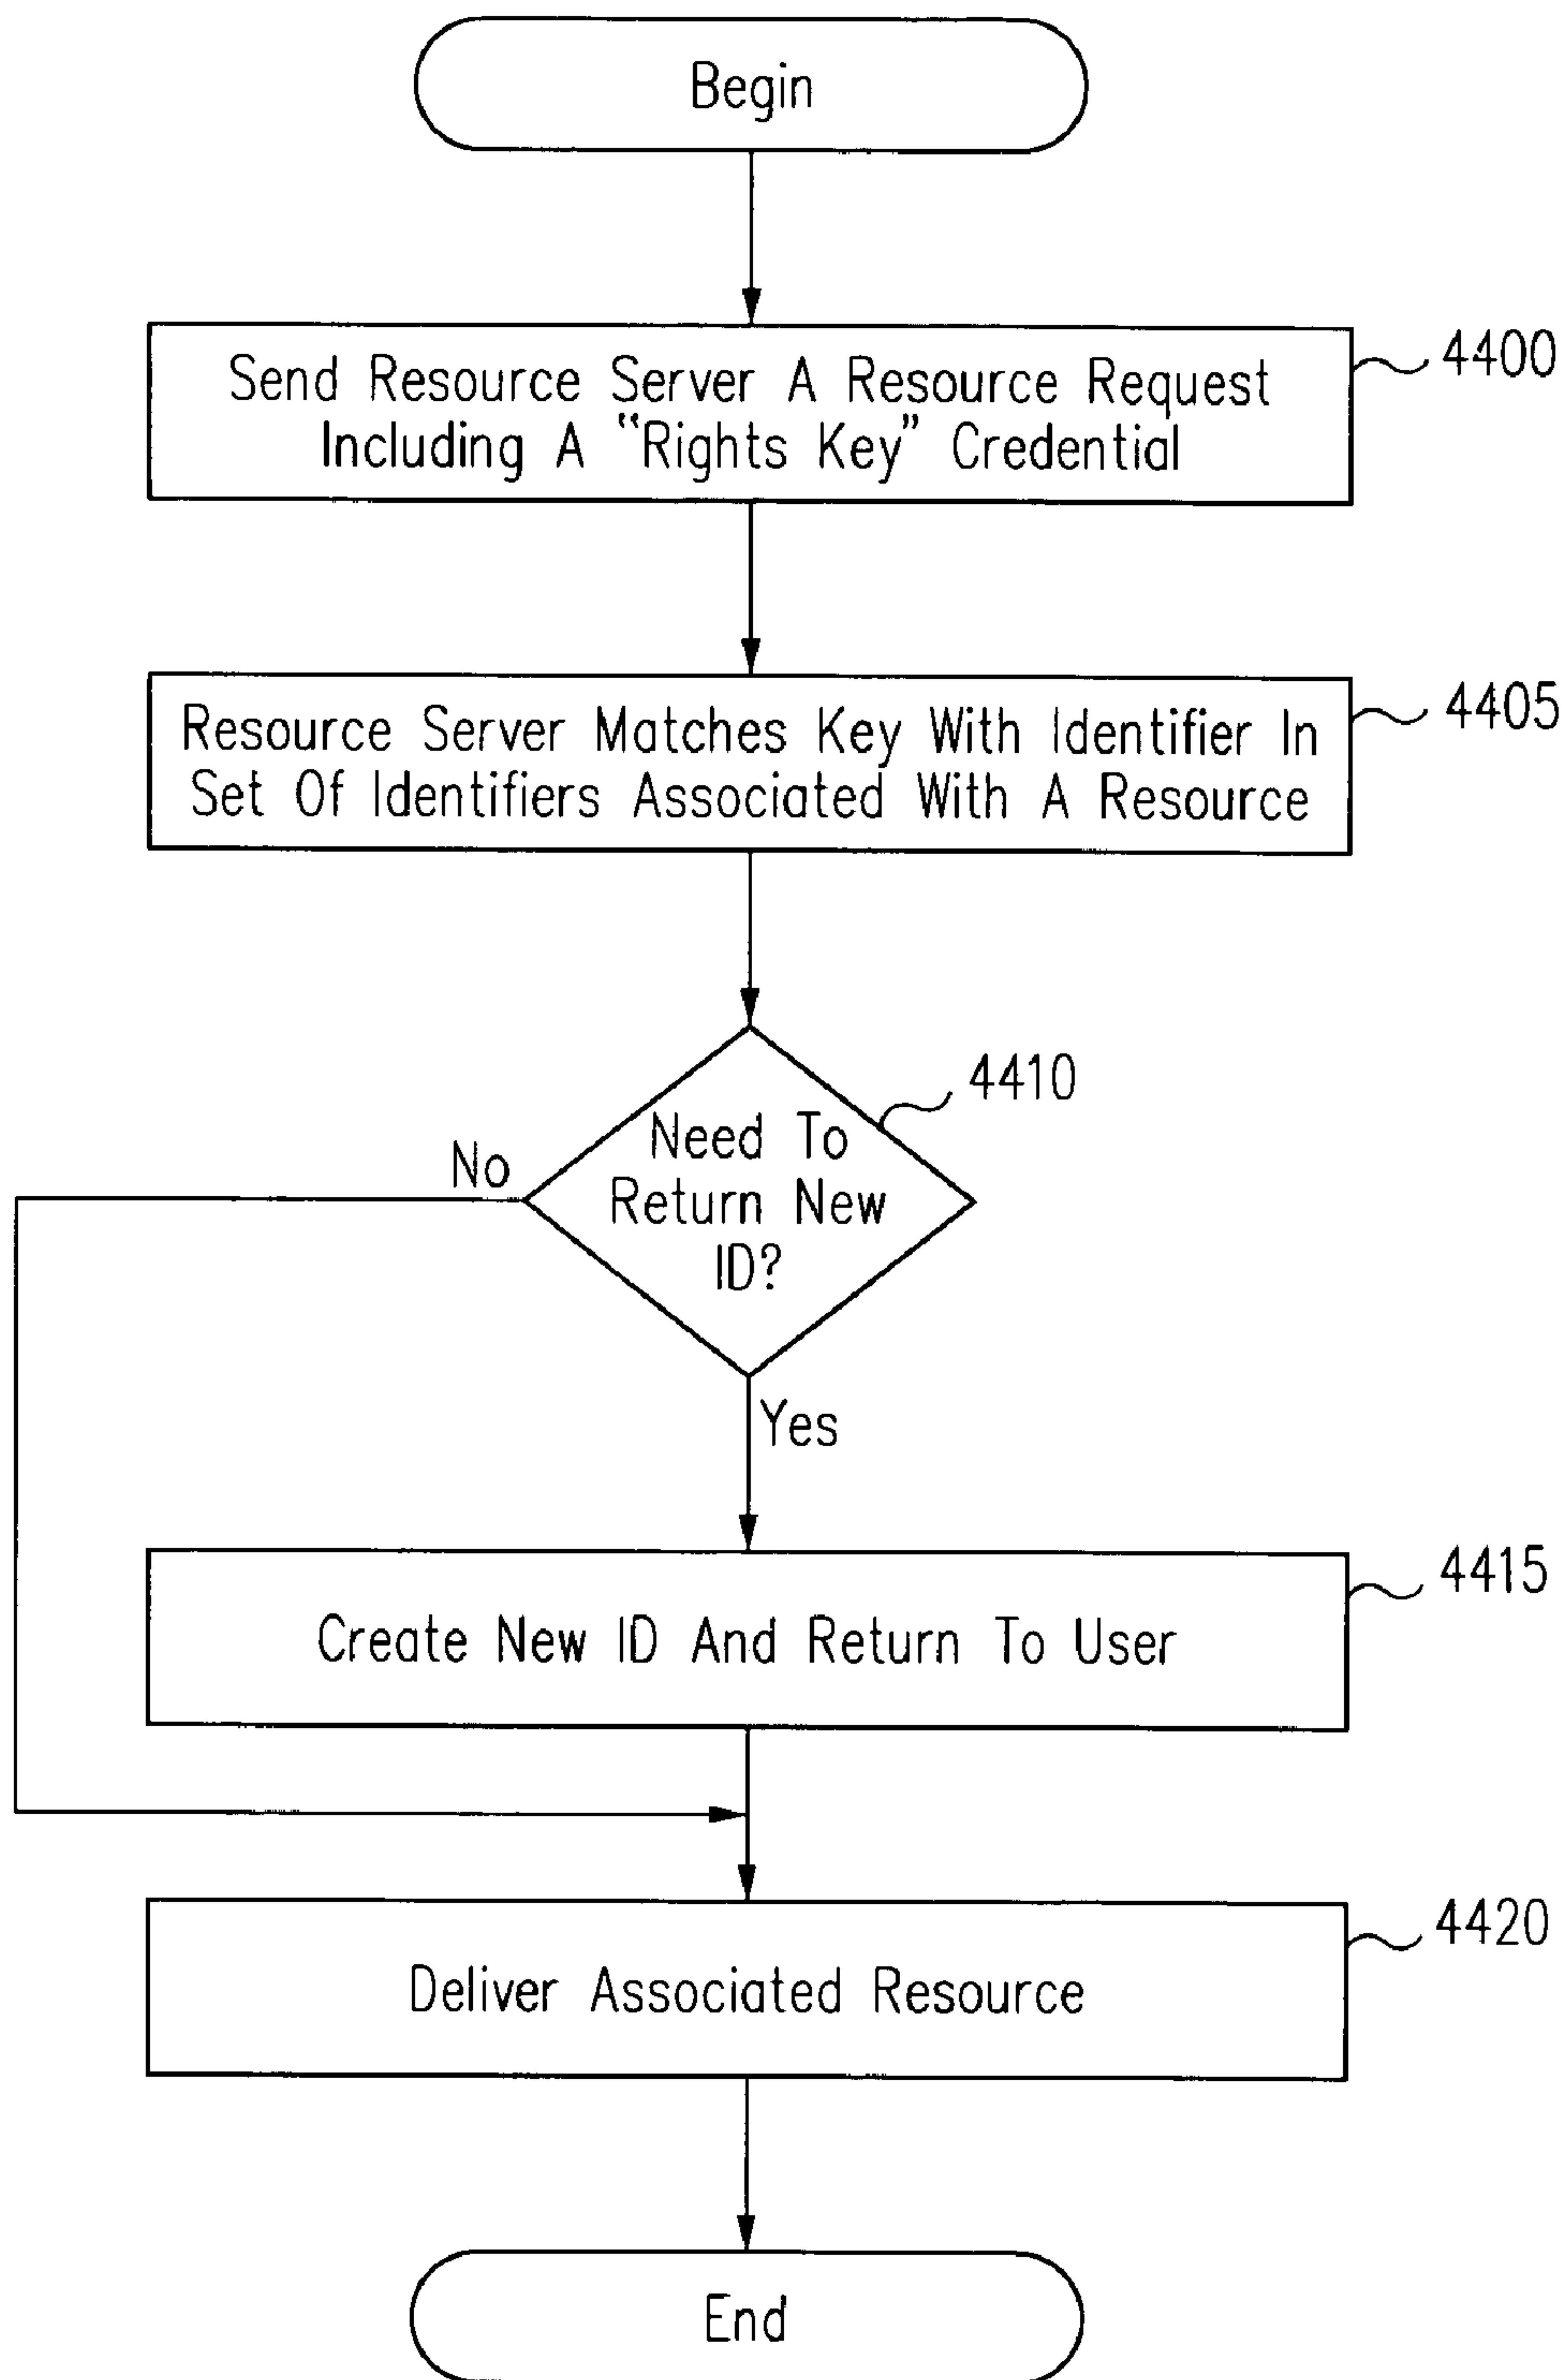 Begin
Send Resource Server A Resource Request
Including A "Rights Key" Credential
4400
Resource Server Matches Key With Identifier In
Set Of Identifiers Associated With A Resource
4405
4410
Need To
Return New
ID?
No
Yes
Create New ID And Return To User
4415
Deliver Associated Resource
4420
End